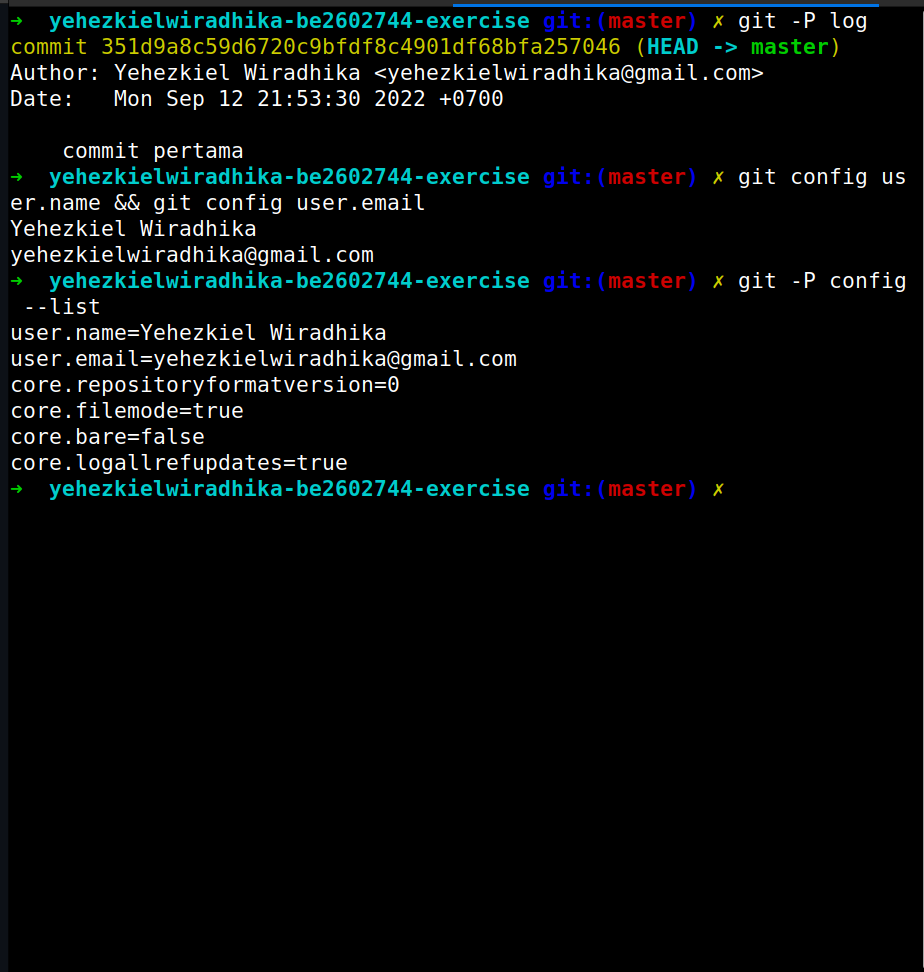 ➜  yehezkielwiradhika-be2602744-exercise git:(master) ✗ git -P log
commit 351d9a8c59d6720c9bfdf8c4901df68bfa257046 (HEAD -> master)
Author: Yehezkiel Wiradhika <yehezkielwiradhika@gmail.com>
Date:   Mon Sep 12 21:53:30 2022 +0700

    commit pertama
➜  yehezkielwiradhika-be2602744-exercise git:(master) ✗ git config us
er.name && git config user.email
Yehezkiel Wiradhika
yehezkielwiradhika@gmail.com
➜  yehezkielwiradhika-be2602744-exercise git:(master) ✗ git -P config
 --list
user.name=Yehezkiel Wiradhika
user.email=yehezkielwiradhika@gmail.com
core.repositoryformatversion=0
core.filemode=true
core.bare=false
core.logallrefupdates=true
➜  yehezkielwiradhika-be2602744-exercise git:(master) ✗